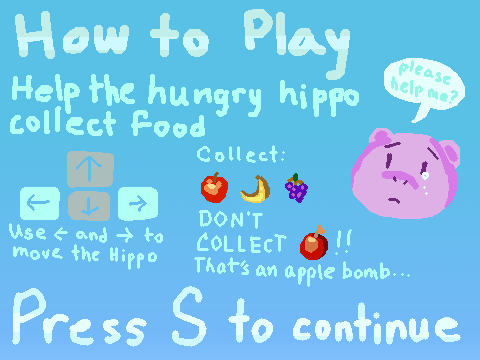 How to Play
please
help me?
Help the hungry hippo
collect food
Collect:
↑
← ↓ →
Use ← and → to
move the Hippo
DON'T
COLLECT !!
That's an apple bomb...
Press S to continue